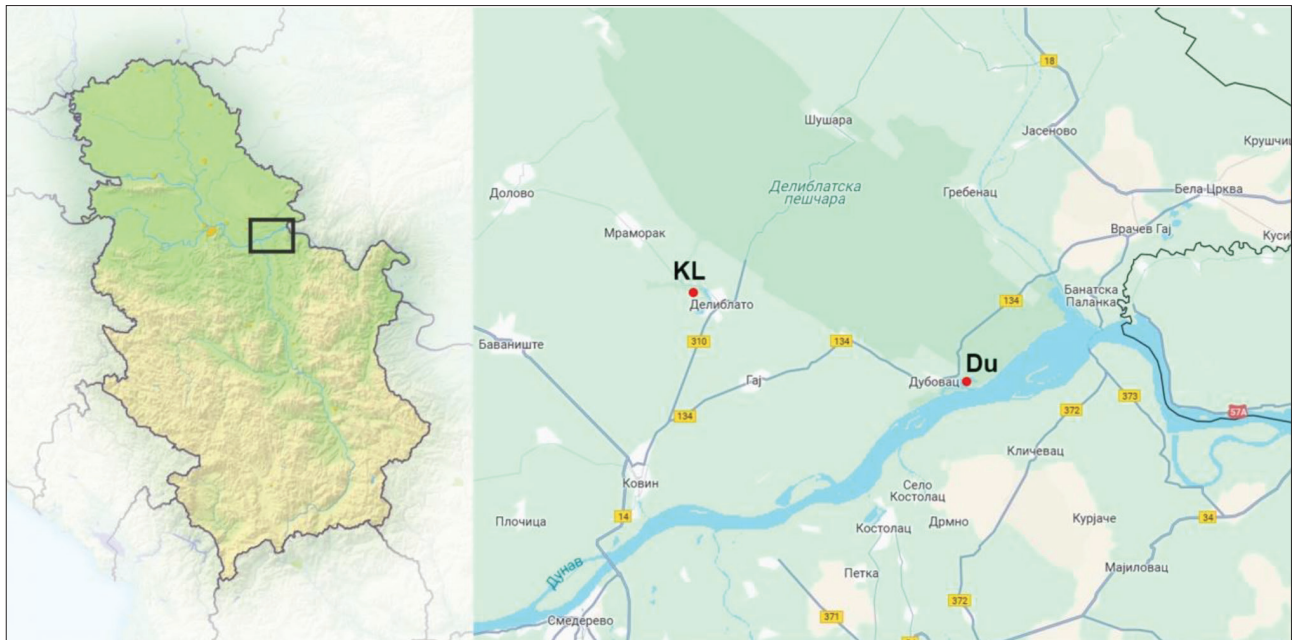 18
Шушара
Јасеново
Крушчиц
Долово
Делиблатска
пешчара
Гребенац
Бела Црква
Мраморак
Врачев Гај
Куси
KL
Делиблато
134
Банатска
Паланка
Баваниште
310
134
Du
Гај
Дубовац
373
372
57A
134
Кличевац
Ковин
Село
Костолац
Плочица
14
Костолац
Дрмно
Курјаче
34
Дунав
Петка
Мајиловац
372
Смедерево
371